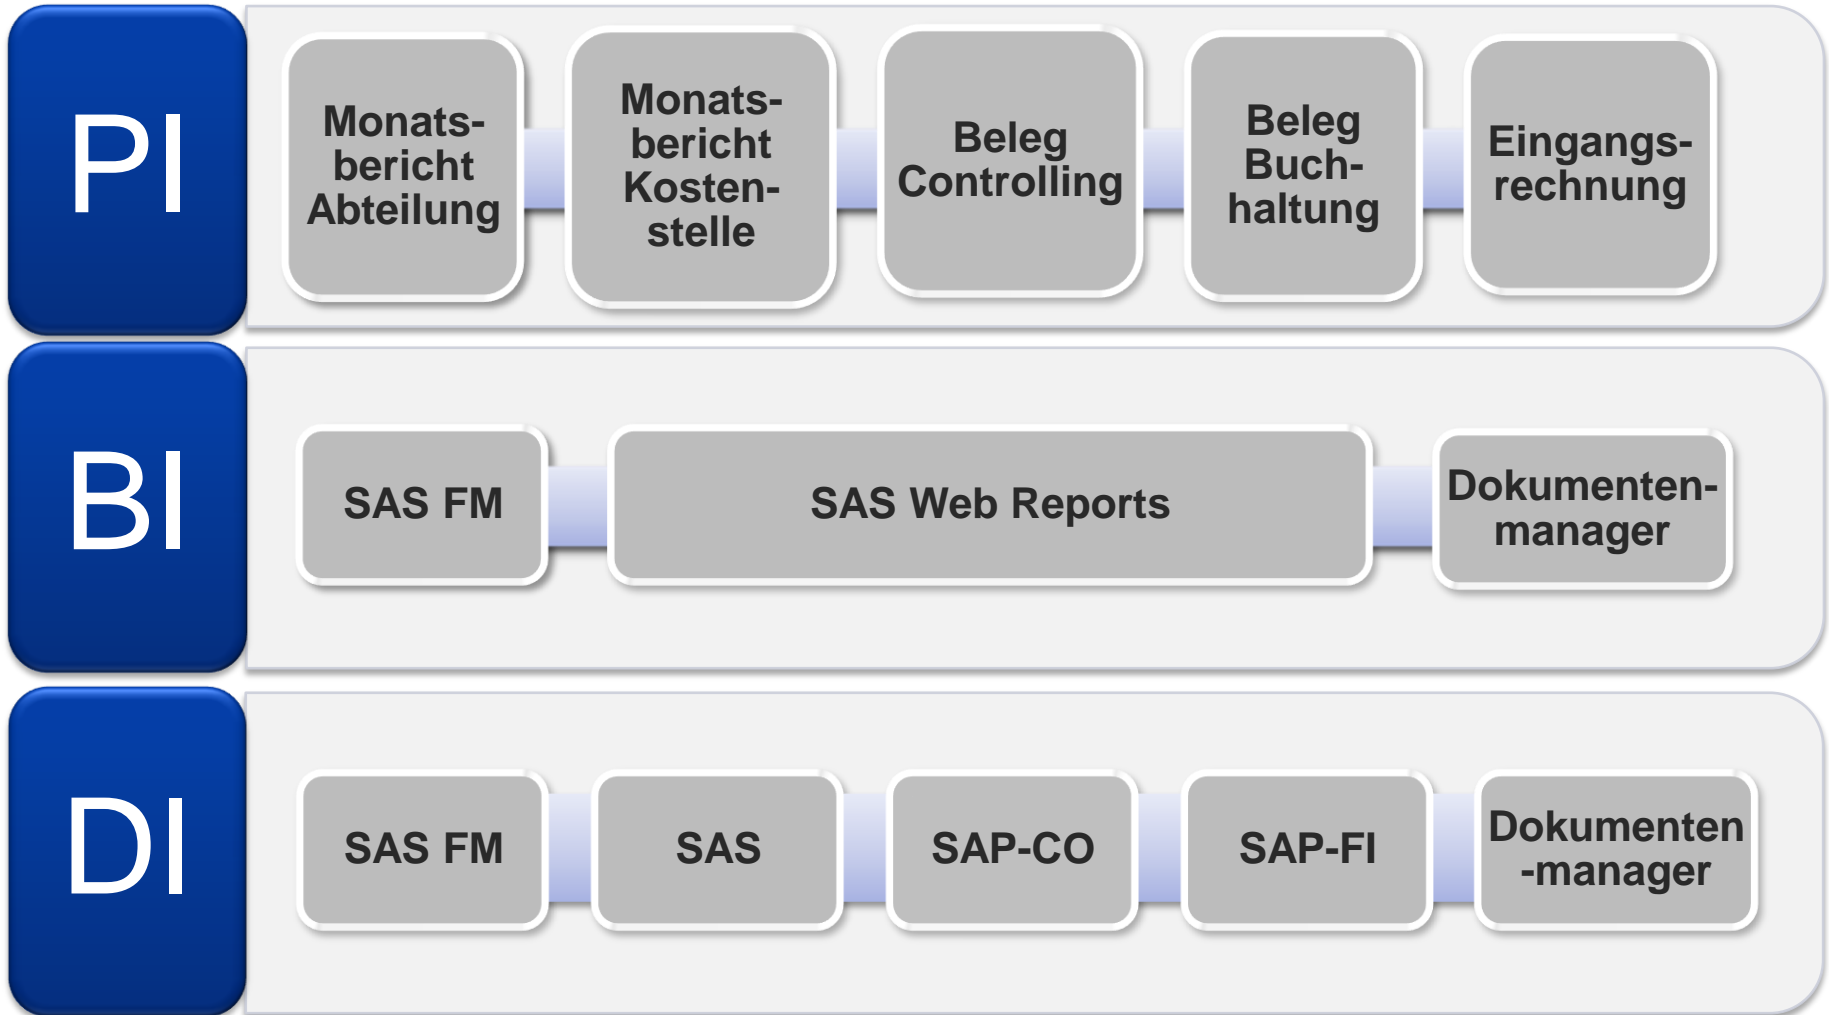 PI
Monats-
bericht
Abteilung
Monats-
bericht
Kosten-
stelle
Beleg
Controlling
Beleg
Buch-
haltung
Eingangs-
rechnung
BI
SAS FM
SAS Web Reports
Dokumenten-
manager
DI
SAS FM
SAS
SAP-CO
SAP-FI
Dokumenten
-manager